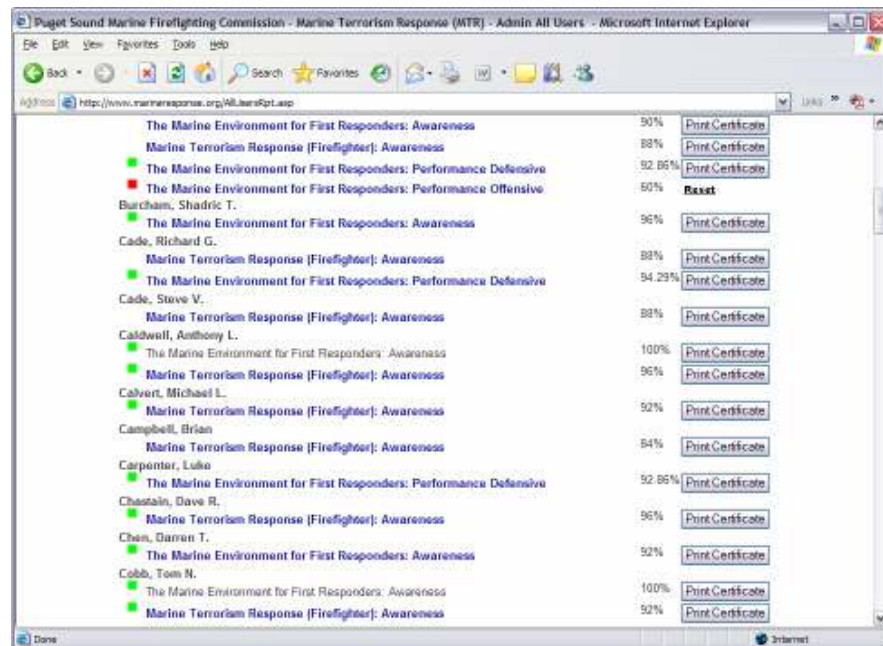 Puget Sound Marine Firefighting Commission - Marine Terrorism Response (MTR) - Admin All Users - Microsoft Internet Explorer
File Edit View Favorites Tools Help
Back Search Favorites
Address http://www.marineresponse.org/AllUsersRpt.asp Links »
The Marine Environment for First Responders: Awareness 90% Print Certificate
Marine Terrorism Response (Firefighter): Awareness 88% Print Certificate
The Marine Environment for First Responders: Performance Defensive 92.86% Print Certificate
The Marine Environment for First Responders: Performance Offensive 60% Reset
Burcham, Shadric T.
The Marine Environment for First Responders: Awareness 96% Print Certificate
Cade, Richard G.
Marine Terrorism Response (Firefighter): Awareness 88% Print Certificate
The Marine Environment for First Responders: Performance Defensive 94.29% Print Certificate
Cade, Steve V.
Marine Terrorism Response (Firefighter): Awareness 88% Print Certificate
Caldwell, Anthony L.
The Marine Environment for First Responders: Awareness 100% Print Certificate
Marine Terrorism Response (Firefighter): Awareness 96% Print Certificate
Calvert, Michael L.
Marine Terrorism Response (Firefighter): Awareness 92% Print Certificate
Campbell, Brian
Marine Terrorism Response (Firefighter): Awareness 84% Print Certificate
Carpenter, Luke
The Marine Environment for First Responders: Performance Defensive 92.86% Print Certificate
Chastain, Dave R.
Marine Terrorism Response (Firefighter): Awareness 96% Print Certificate
Chen, Darren T.
The Marine Environment for First Responders: Awareness 92% Print Certificate
Cobb, Tom N.
The Marine Environment for First Responders: Awareness 100% Print Certificate
Marine Terrorism Response (Firefighter): Awareness 92% Print Certificate
Done Internet